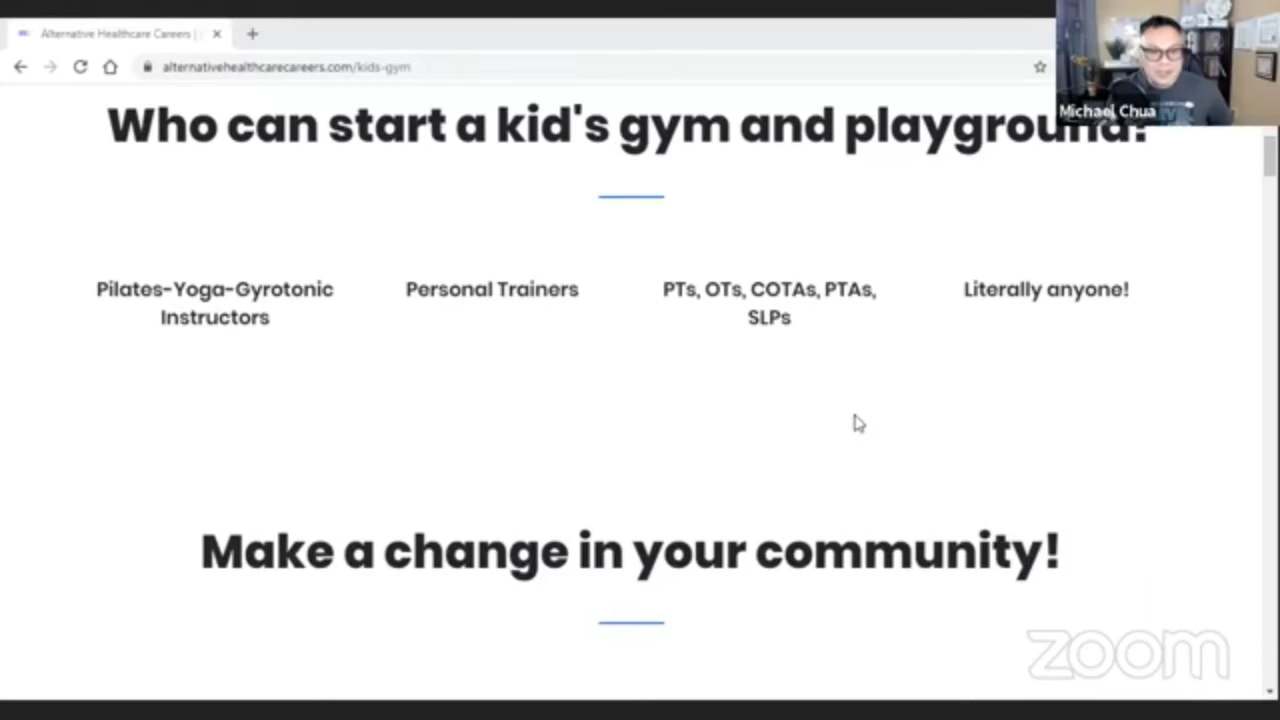 Alternative Healthcare Careers |
alternativehealthcarecareers.com/kids-gym
Michael Chua
Who can start a kid's gym and playground?
Pilates-Yoga-Gyrotonic
Instructors
Personal Trainers
PTs, OTs, COTAs, PTAs,
SLPs
Literally anyone!
Make a change in your community!
zoom